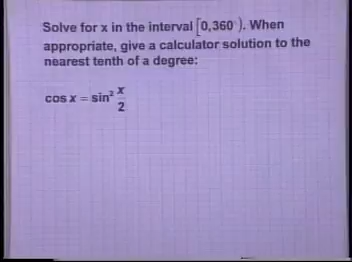 Solve for x in the interval [0,360°). When
appropriate, give a calculator solution to the
nearest tenth of a degree:
cos x = sin² x/2